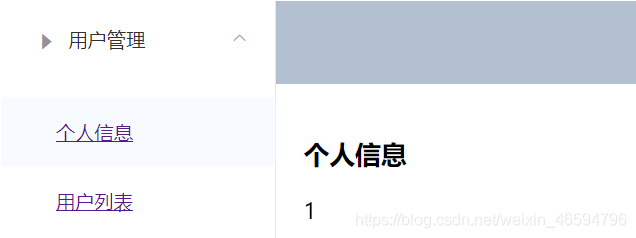 用户管理
个人信息
用户列表
个人信息
1
https://blog.csdn.net/weixin_46594796